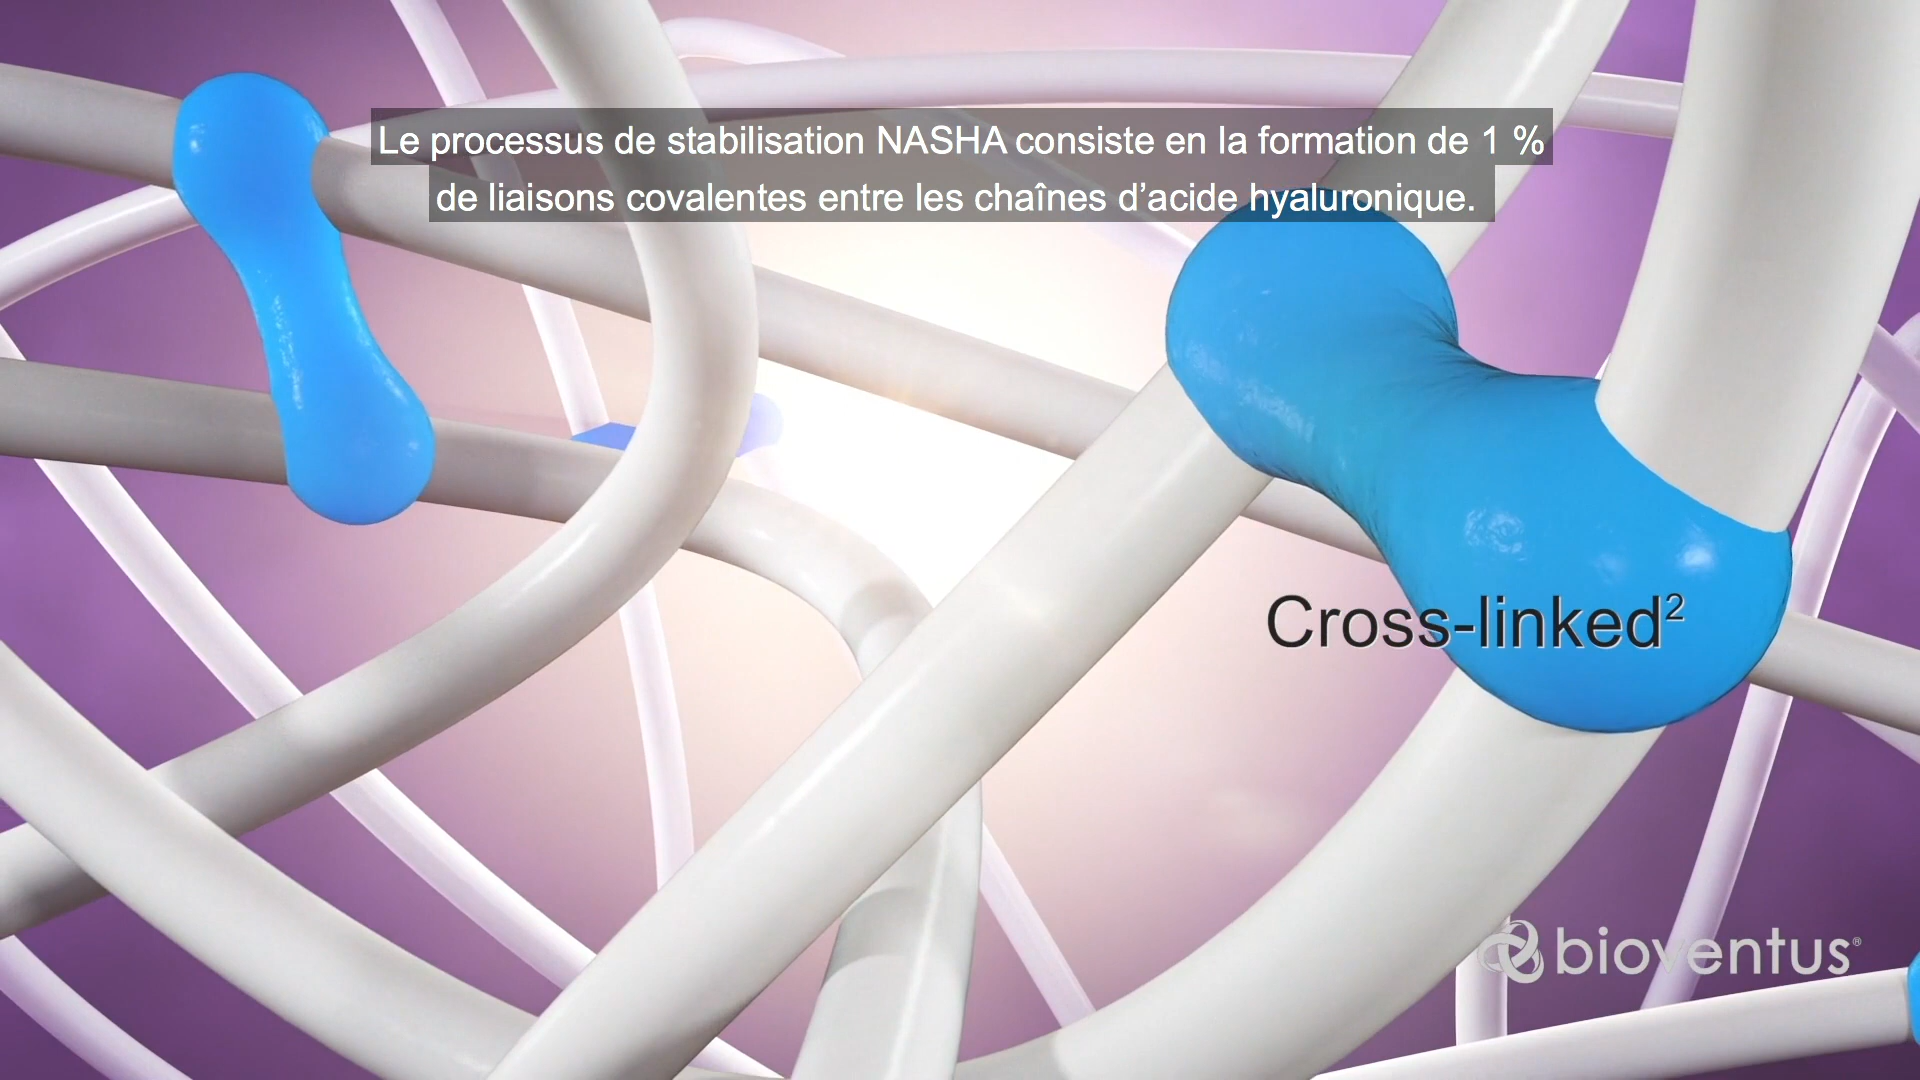 Le processus de stabilisation NASHA consiste en la formation de 1 %
de liaisons covalentes entre les chaînes d’acide hyaluronique.
Cross-linked²
bioventus®